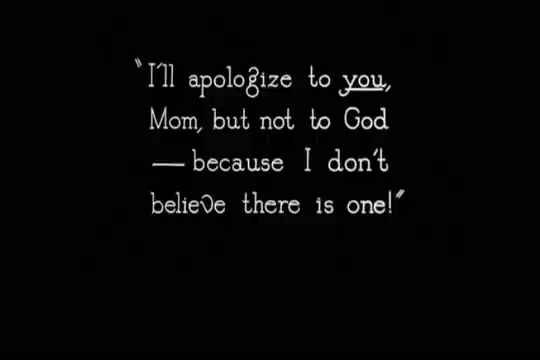 "I'll apologize to you,
Mom, but not to God
— because I don't
believe there is one!"